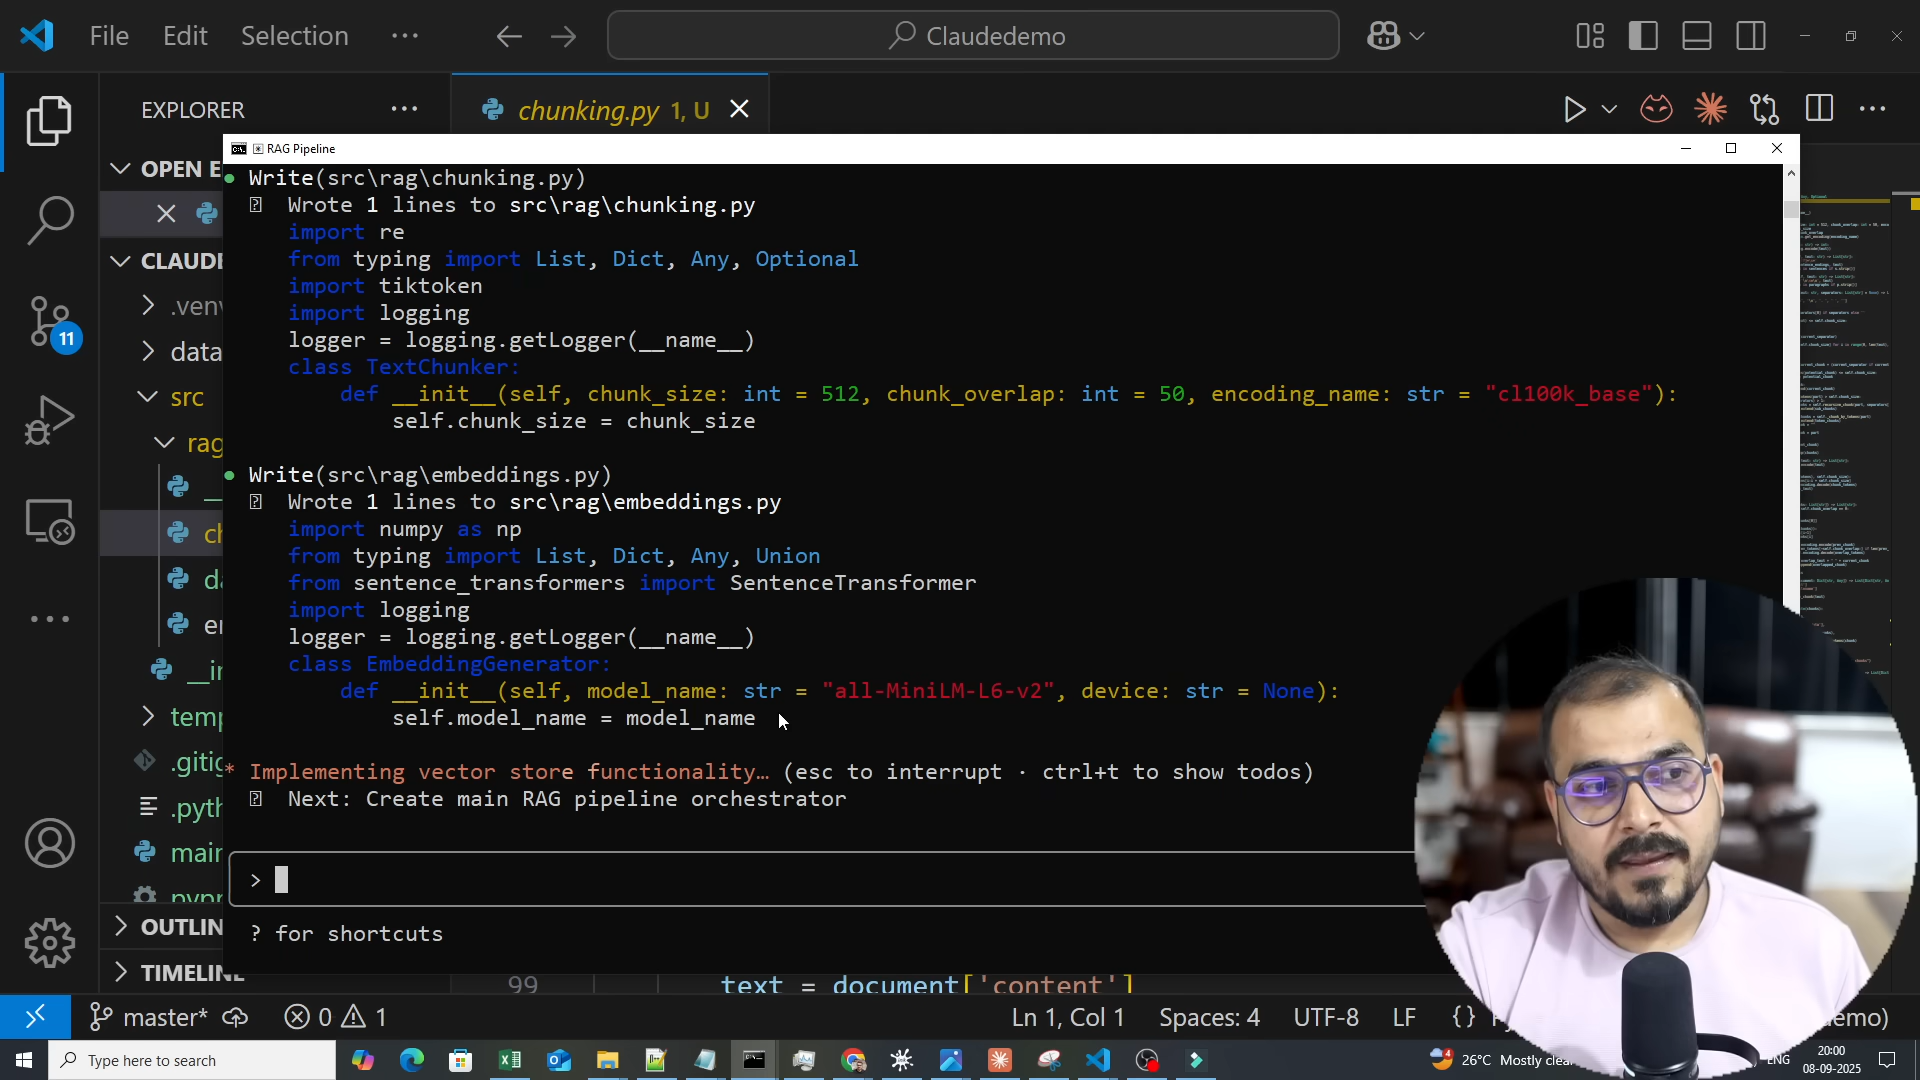 File Edit Selection ···
Claudedemo
EXPLORER ···
chunking.py 1, U
OPEN E
CLAUDE
.venv
data
src
rag
temp
.gitig
.pyth
main
11
OUTLIN
TIMELINE
RAG Pipeline
Write(src\rag\chunking.py)
Wrote 1 lines to src\rag\chunking.py
import re
from typing import List, Dict, Any, Optional
import tiktoken
import logging
logger = logging.getLogger(__name__)
class TextChunker:
def __init__(self, chunk_size: int = 512, chunk_overlap: int = 50, encoding_name: str = "cl100k_base"):
self.chunk_size = chunk_size
Write(src\rag\embeddings.py)
Wrote 1 lines to src\rag\embeddings.py
import numpy as np
from typing import List, Dict, Any, Union
from sentence_transformers import SentenceTransformer
import logging
logger = logging.getLogger(__name__)
class EmbeddingGenerator:
def __init__(self, model_name: str = "all-MiniLM-L6-v2", device: str = None):
self.model_name = model_name
* Implementing vector store functionality… (esc to interrupt · ctrl+t to show todos)
Next: Create main RAG pipeline orchestrator
>
? for shortcuts
99 text = document['content']
master* 0 1 Ln 1, Col 1 Spaces: 4 UTF-8 LF {}
Type here to search
26°C Mostly clea
ENG
20:00
08-09-2025